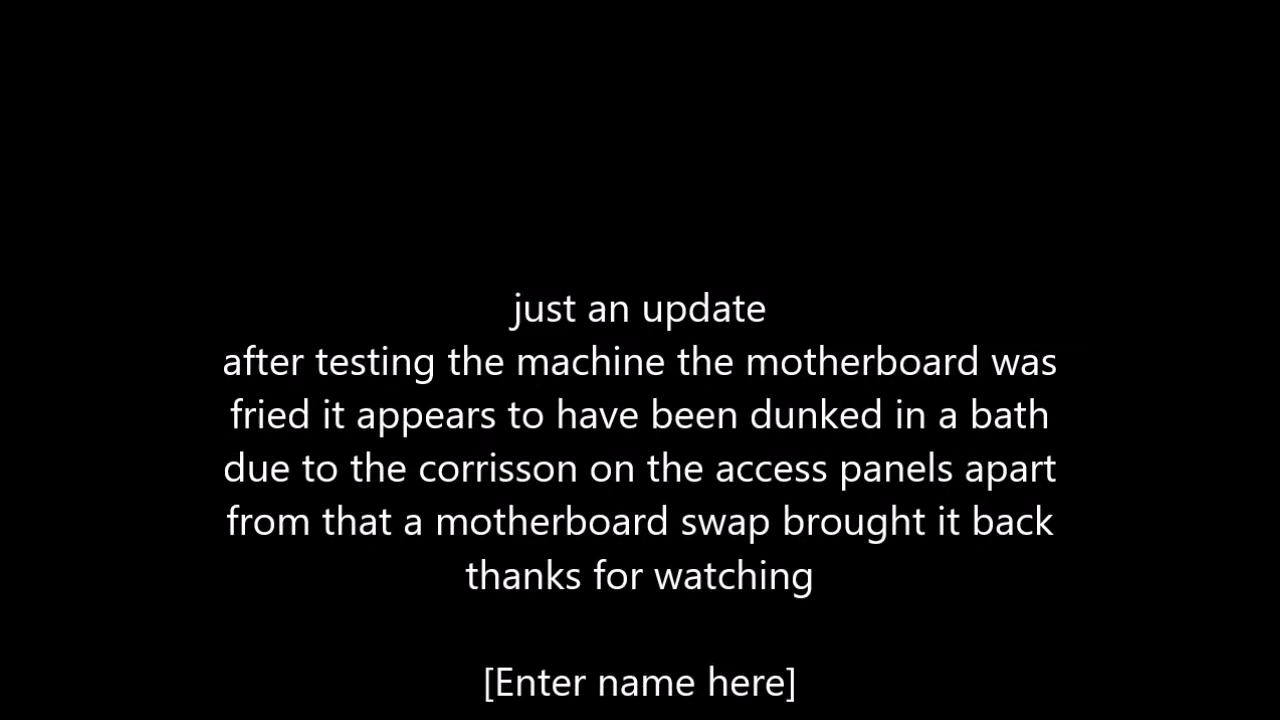 just an update
after testing the machine the motherboard was
fried it appears to have been dunked in a bath
due to the corrisson on the access panels apart
from that a motherboard swap brought it back
thanks for watching
[Enter name here]